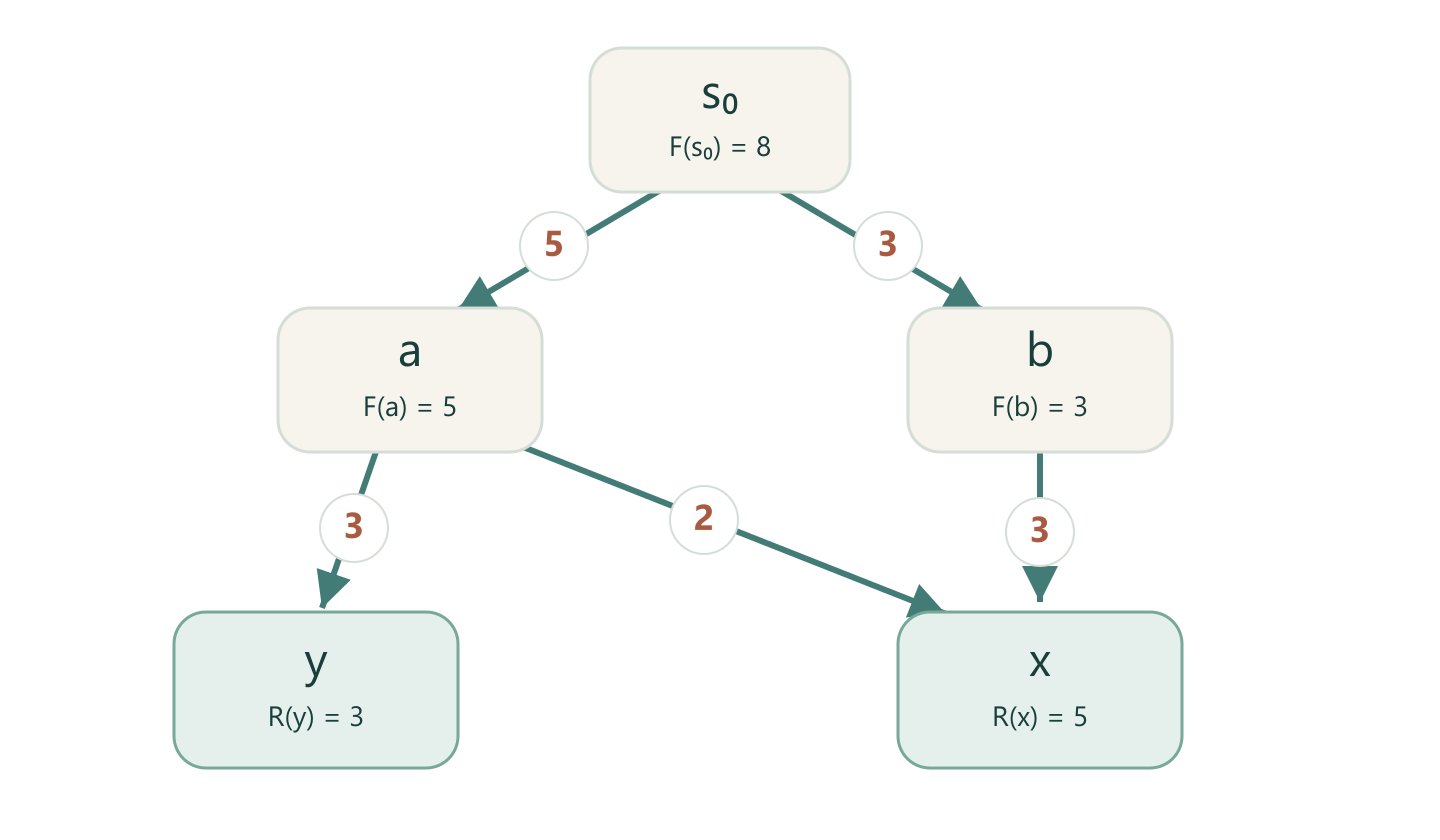 s₀
F(s₀) = 8
5
3
a
F(a) = 5
b
F(b) = 3
3
2
3
y
R(y) = 3
x
R(x) = 5